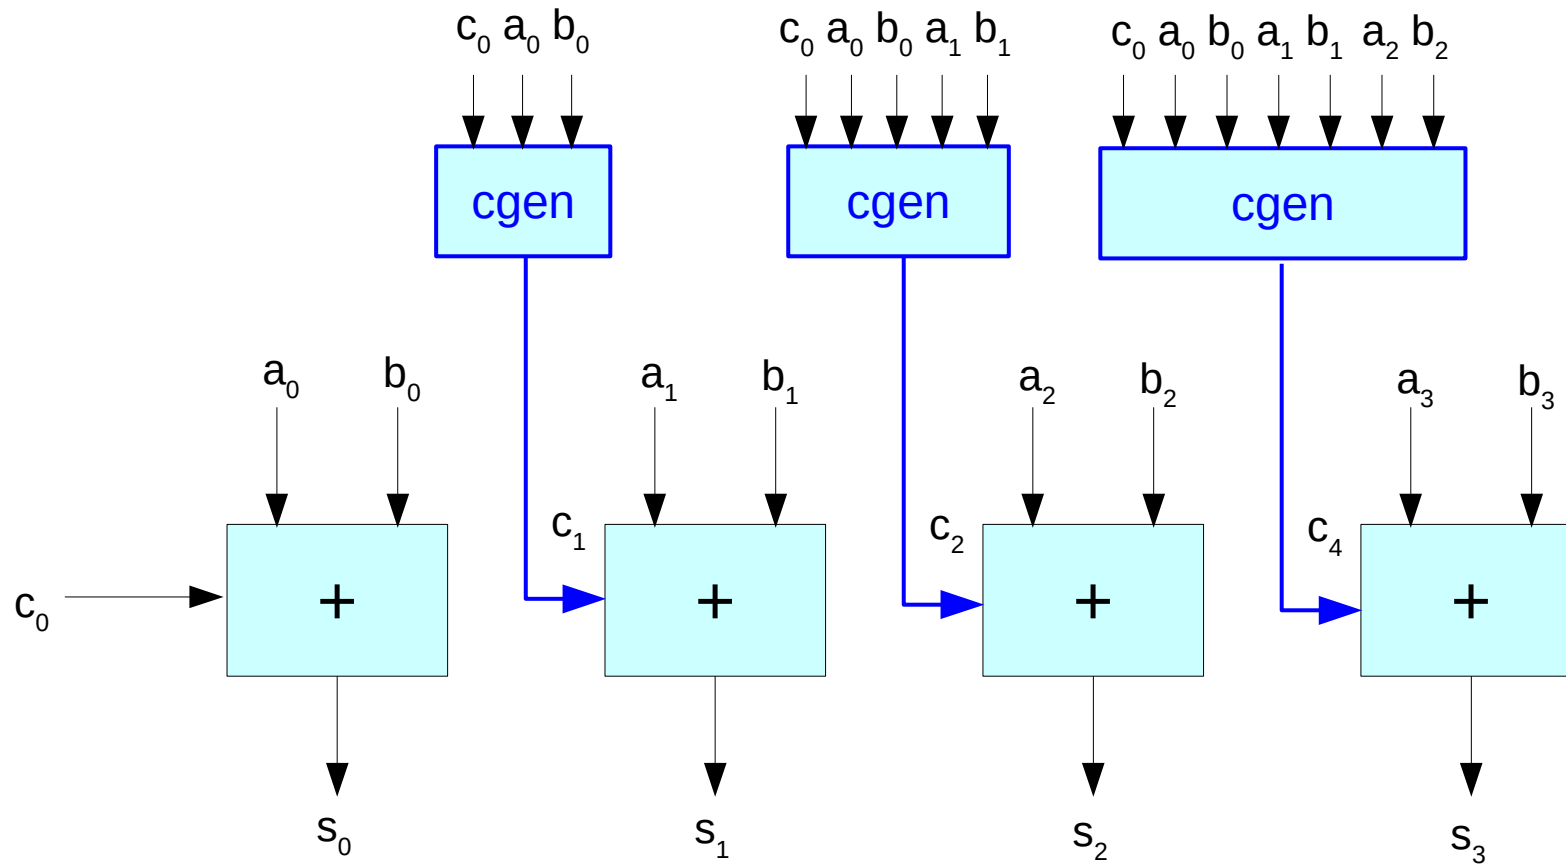 c₀ a₀ b₀ c₀ a₀ b₀ a₁ b₁ c₀ a₀ b₀ a₁ b₁ a₂ b₂
cgen cgen cgen
a₀ b₀ a₁ b₁ a₂ b₂ a₃ b₃
c₁ c₂ c₄
c₀ + + + +
s₀ s₁ s₂ s₃